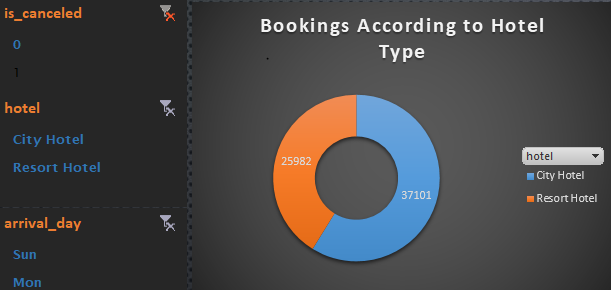 is_canceled
0
1
hotel
City Hotel
Resort Hotel
arrival_day
Sun
Mon
Bookings According to Hotel
Type
25982
37101
hotel
City Hotel
Resort Hotel